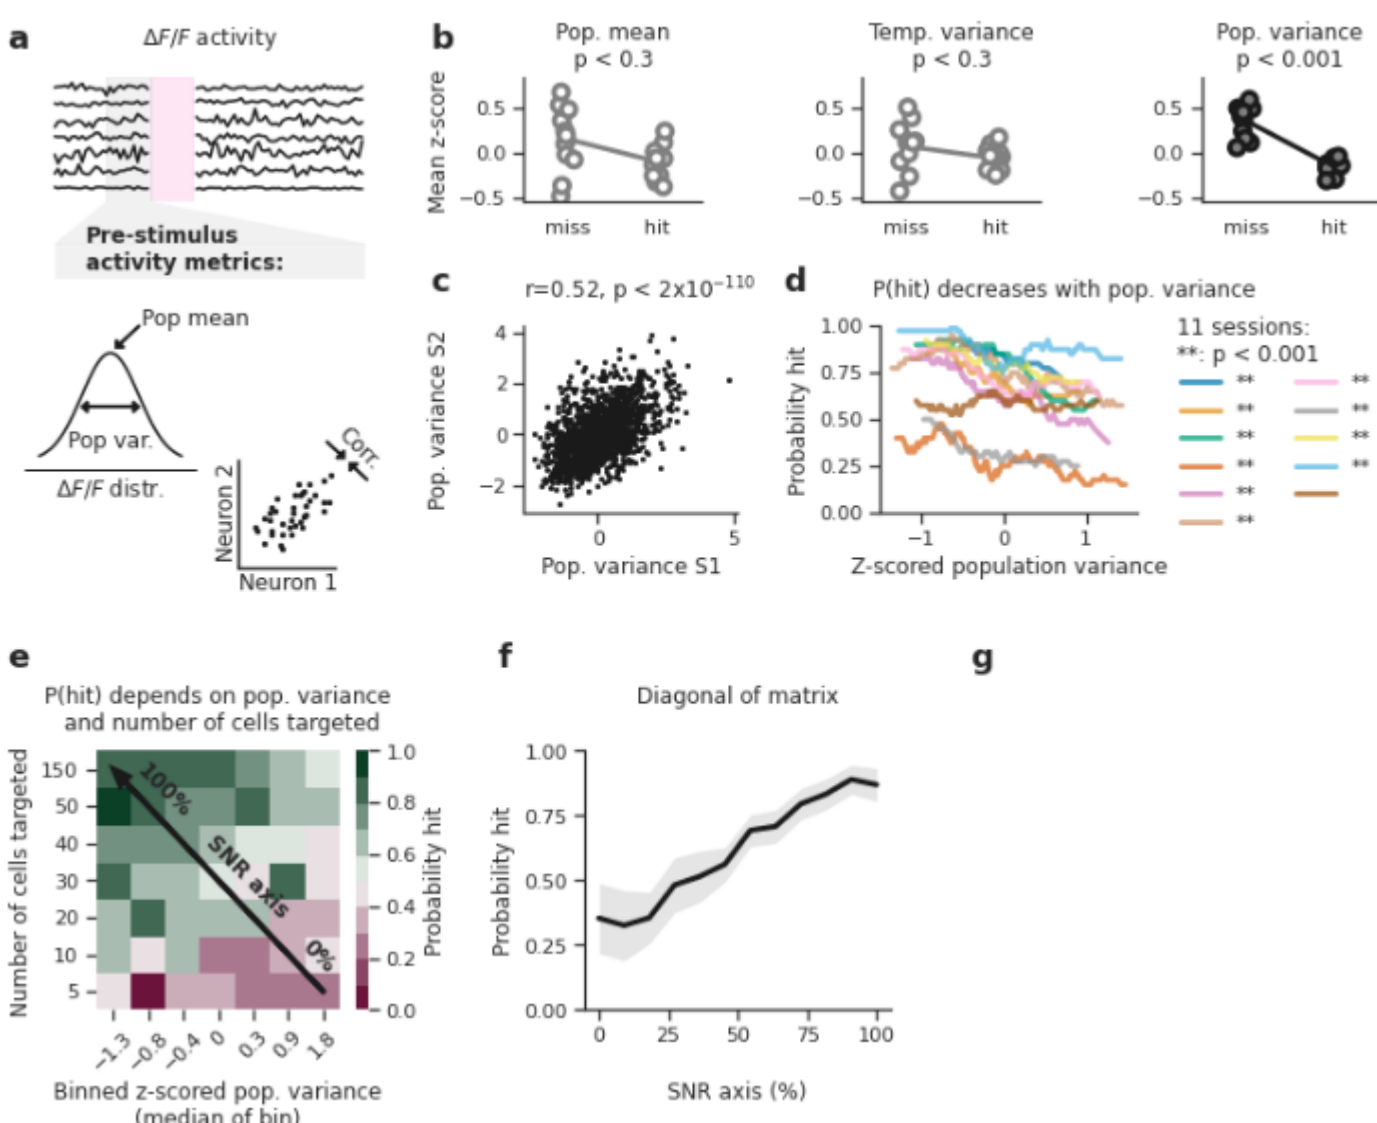 a
ΔF/F activity
Pre-stimulus
activity metrics:
Pop mean
Pop var.
ΔF/F distr.
Corr.
Neuron 2
Neuron 1
b
Pop. mean
p < 0.3
Temp. variance
p < 0.3
Pop. variance
p < 0.001
Mean z-score
0.5
0.0
−0.5
miss
hit
0.5
0.0
−0.5
miss
hit
0.5
0.0
−0.5
miss
hit
c
r=0.52, p < 2x10⁻¹¹⁰
Pop. variance S2
4
2
0
−2
0
5
Pop. variance S1
d
P(hit) decreases with pop. variance
Probability hit
1.00
0.75
0.50
0.25
0.00
−1
0
1
Z-scored population variance
11 sessions:
**: p < 0.001
** **
** **
** **
** **
**
**
e
P(hit) depends on pop. variance
and number of cells targeted
Number of cells targeted
150
50
40
30
20
10
5
100%
SNR axis
0%
−1.3
−0.8
−0.4
0
0.3
0.9
1.8
Binned z-scored pop. variance
(median of bin)
1.0
0.8
0.6
0.4
0.2
0.0
Probability hit
f
Diagonal of matrix
Probability hit
1.00
0.75
0.50
0.25
0.00
0
25
50
75
100
SNR axis (%)
g